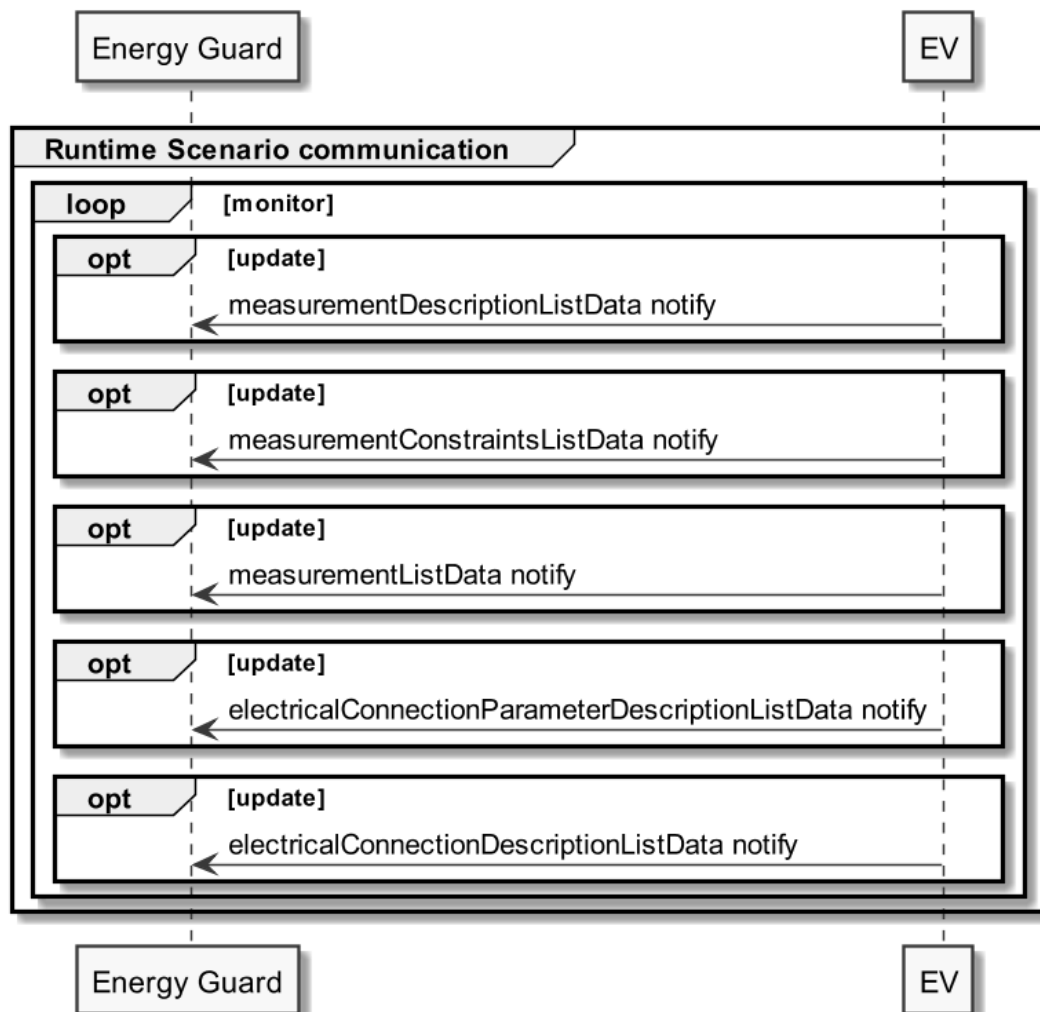 Energy Guard
EV
Runtime Scenario communication
loop [monitor]
opt [update]
measurementDescriptionListData notify
opt [update]
measurementConstraintsListData notify
opt [update]
measurementListData notify
opt [update]
electricalConnectionParameterDescriptionListData notify
opt [update]
electricalConnectionDescriptionListData notify
Energy Guard
EV